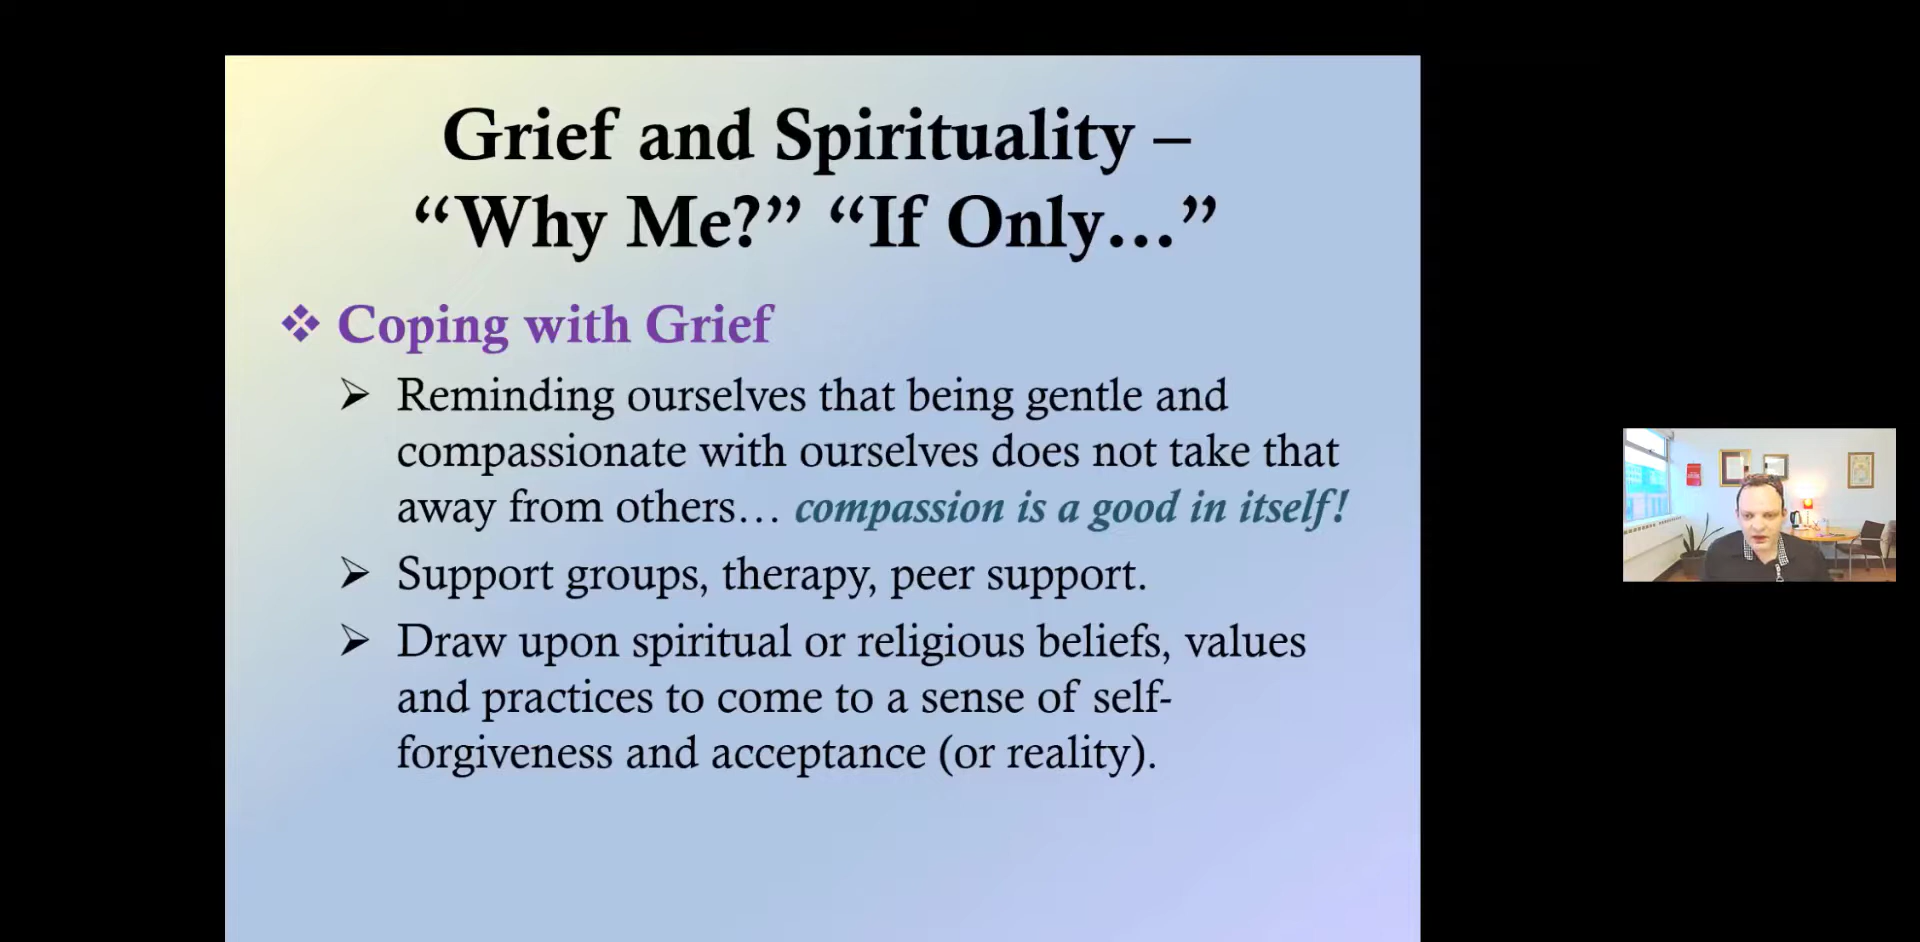 Grief and Spirituality –
“Why Me?” “If Only…”
❖ Coping with Grief
➢ Reminding ourselves that being gentle and
compassionate with ourselves does not take that
away from others… compassion is a good in itself!
➢ Support groups, therapy, peer support.
➢ Draw upon spiritual or religious beliefs, values
and practices to come to a sense of self-
forgiveness and acceptance (or reality).